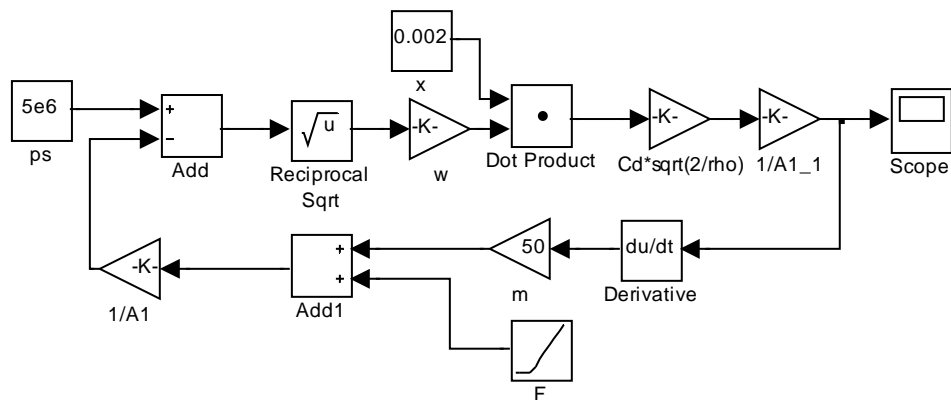 0.002
x
5e6
ps
+
−
Add
√u
Reciprocal
Sqrt
-K-
w
Dot Product
-K-
Cd*sqrt(2/rho)
-K-
1/A1_1
Scope
-K-
1/A1
+
+
Add1
50
m
du/dt
Derivative
F